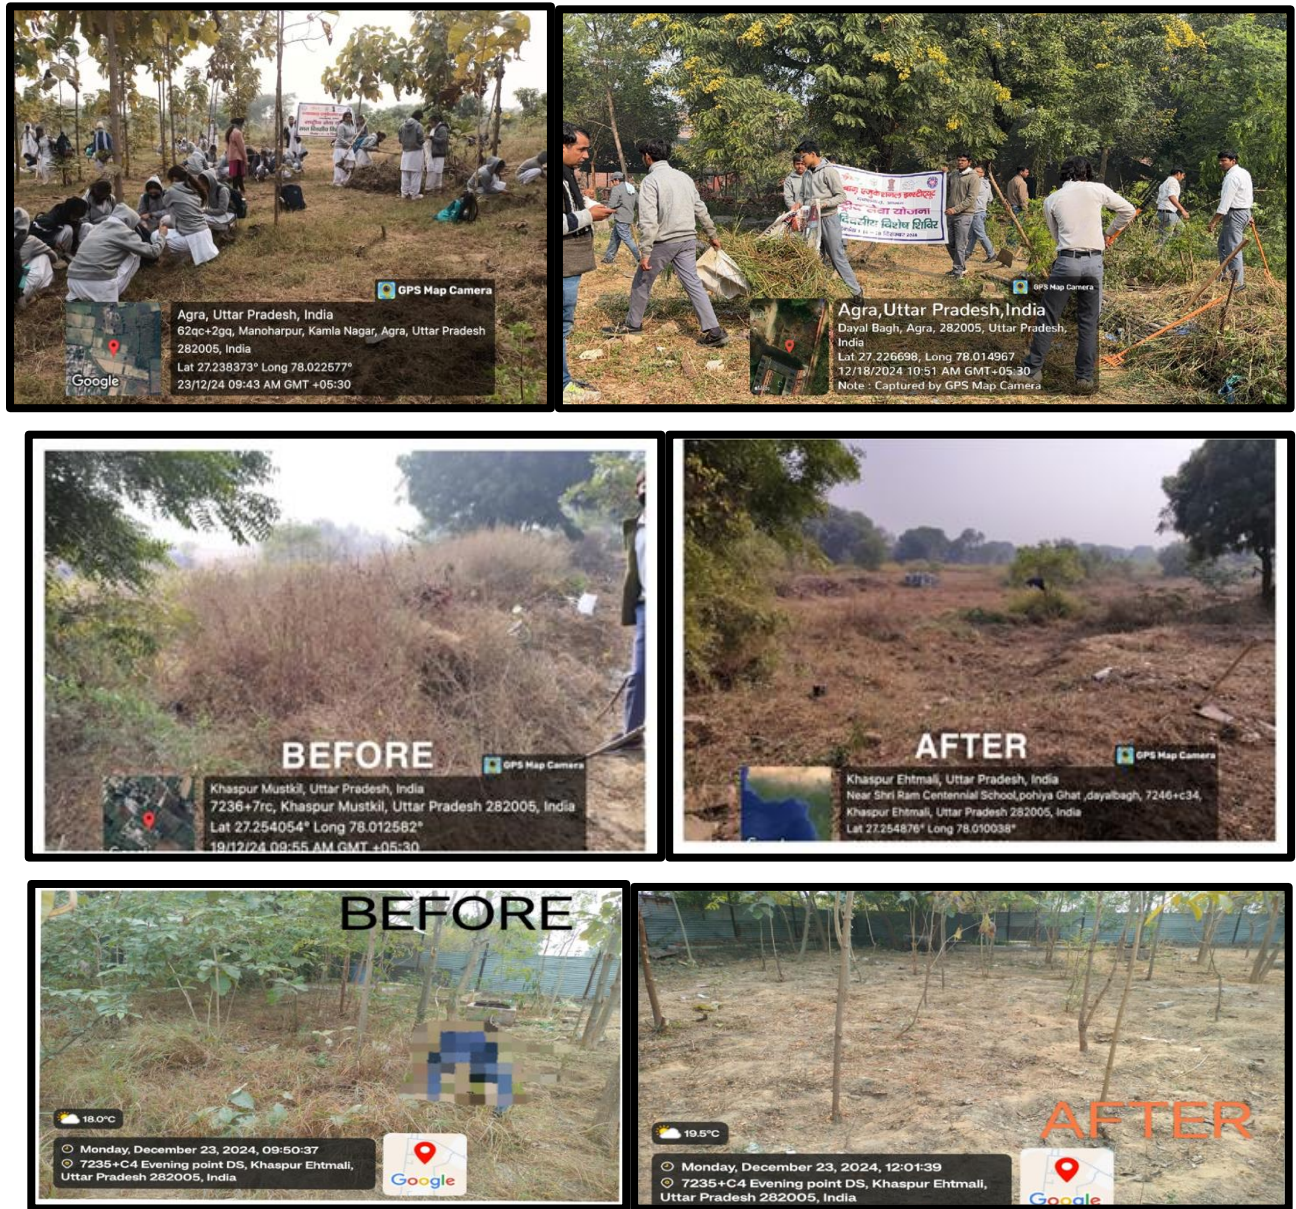 GPS Map Camera
Agra, Uttar Pradesh, India
62qc+2gq, Manoharpur, Kamla Nagar, Agra, Uttar Pradesh
282005, India
Lat 27.238373° Long 78.022577°
23/12/24 09:43 AM GMT +05:30
Google
एजुकेशनल इन्स्टीट्यूट
सेवा योजना
दिवसीय विशेष शिविर
GPS Map Camera
Agra,Uttar Pradesh,India
Dayal Bagh, Agra, 282005, Uttar Pradesh,
India
Lat 27.226698, Long 78.014967
12/18/2024 10:51 AM GMT+05:30
Note : Captured by GPS Map Camera
BEFORE
GPS Map Camera
Khaspur Mustkil, Uttar Pradesh, India
7236+7rc, Khaspur Mustkil, Uttar Pradesh 282005, India
Lat 27.254054° Long 78.012582°
19/12/24 09:55 AM GMT +05:30
AFTER
GPS Map Camera
Khaspur Ehtmali, Uttar Pradesh, India
Near Shri Ram Centennial School,pohiya Ghat ,dayalbagh, 7246+c34,
Khaspur Ehtmali, Uttar Pradesh 282005, India
Lat 27.254876° Long 78.010038°
BEFORE
18.0°C
Monday, December 23, 2024, 09:50:37
7235+C4 Evening point DS, Khaspur Ehtmali,
Uttar Pradesh 282005, India
Google
AFTER
19.5°C
Monday, December 23, 2024, 12:01:39
7235+C4 Evening point DS, Khaspur Ehtmali,
Uttar Pradesh 282005, India
Google